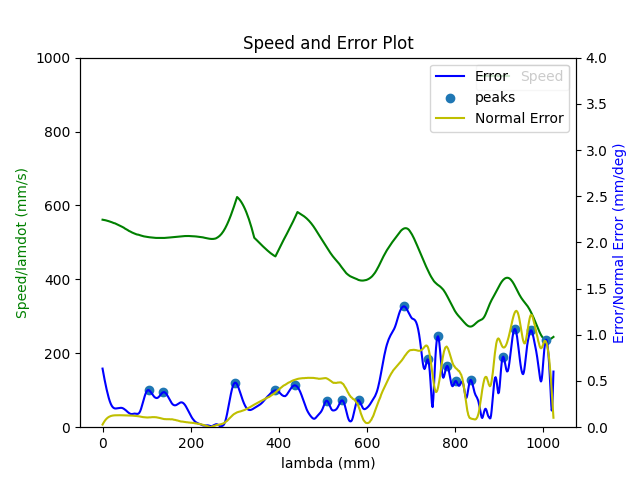 Speed and Error Plot
1000
800
600
400
200
0
4.0
3.5
3.0
2.5
2.0
1.5
1.0
0.5
0.0
0
200
400
600
800
1000
Speed/lamdot (mm/s)
Error/Normal Error (mm/deg)
lambda (mm)
Error
Speed
peaks
Normal Error